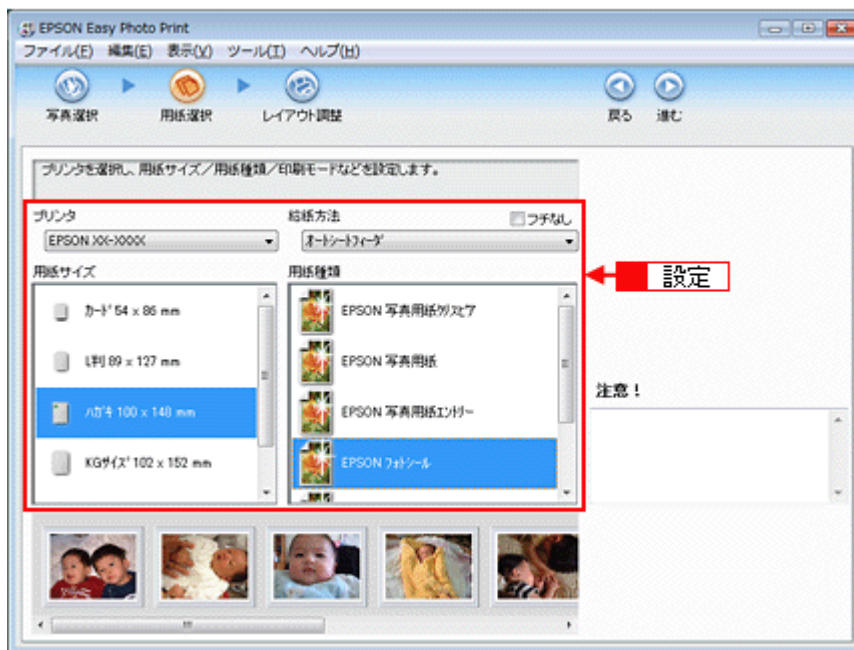 EPSON Easy Photo Print
ファイル(F) 編集(E) 表示(V) ツール(T) ヘルプ(H)
写真選択 用紙選択 レイアウト調整 戻る 進む
プリンタを選択し、用紙サイズ/用紙種類/印刷モードなどを設定します。
プリンタ 給紙方法 フチなし
EPSON XX-XXXX オートシートフィーダ
用紙サイズ 用紙種類
設定
カード 54 x 86 mm EPSON 写真用紙クリスピア
L判 89 x 127 mm EPSON 写真用紙
注意!
ハガキ 100 x 148 mm EPSON 写真用紙エントリー
KGサイズ 102 x 152 mm EPSON フォトシール